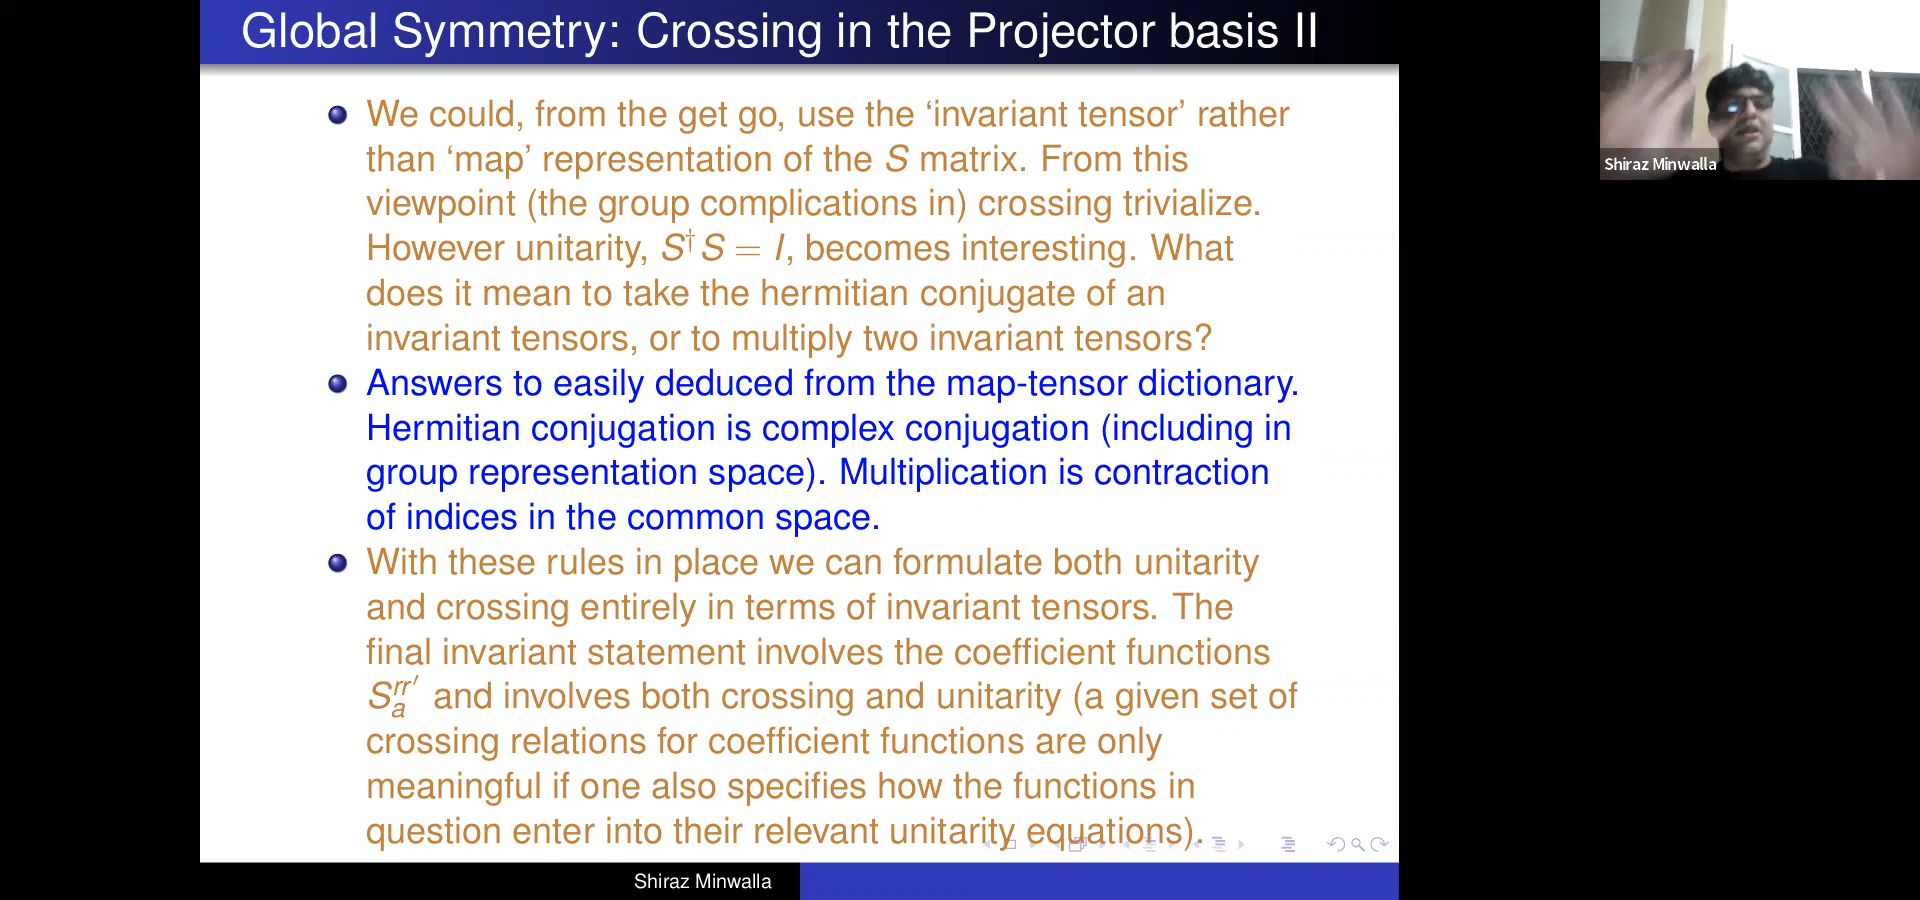 Global Symmetry: Crossing in the Projector basis II
We could, from the get go, use the ‘invariant tensor’ rather
than ‘map’ representation of the S matrix. From this
viewpoint (the group complications in) crossing trivialize.
However unitarity, S†S = I, becomes interesting. What
does it mean to take the hermitian conjugate of an
invariant tensors, or to multiply two invariant tensors?
Answers to easily deduced from the map-tensor dictionary.
Hermitian conjugation is complex conjugation (including in
group representation space). Multiplication is contraction
of indices in the common space.
With these rules in place we can formulate both unitarity
and crossing entirely in terms of invariant tensors. The
final invariant statement involves the coefficient functions
S_a^{rr′} and involves both crossing and unitarity (a given set of
crossing relations for coefficient functions are only
meaningful if one also specifies how the functions in
question enter into their relevant unitarity equations).
Shiraz Minwalla
Shiraz Minwalla